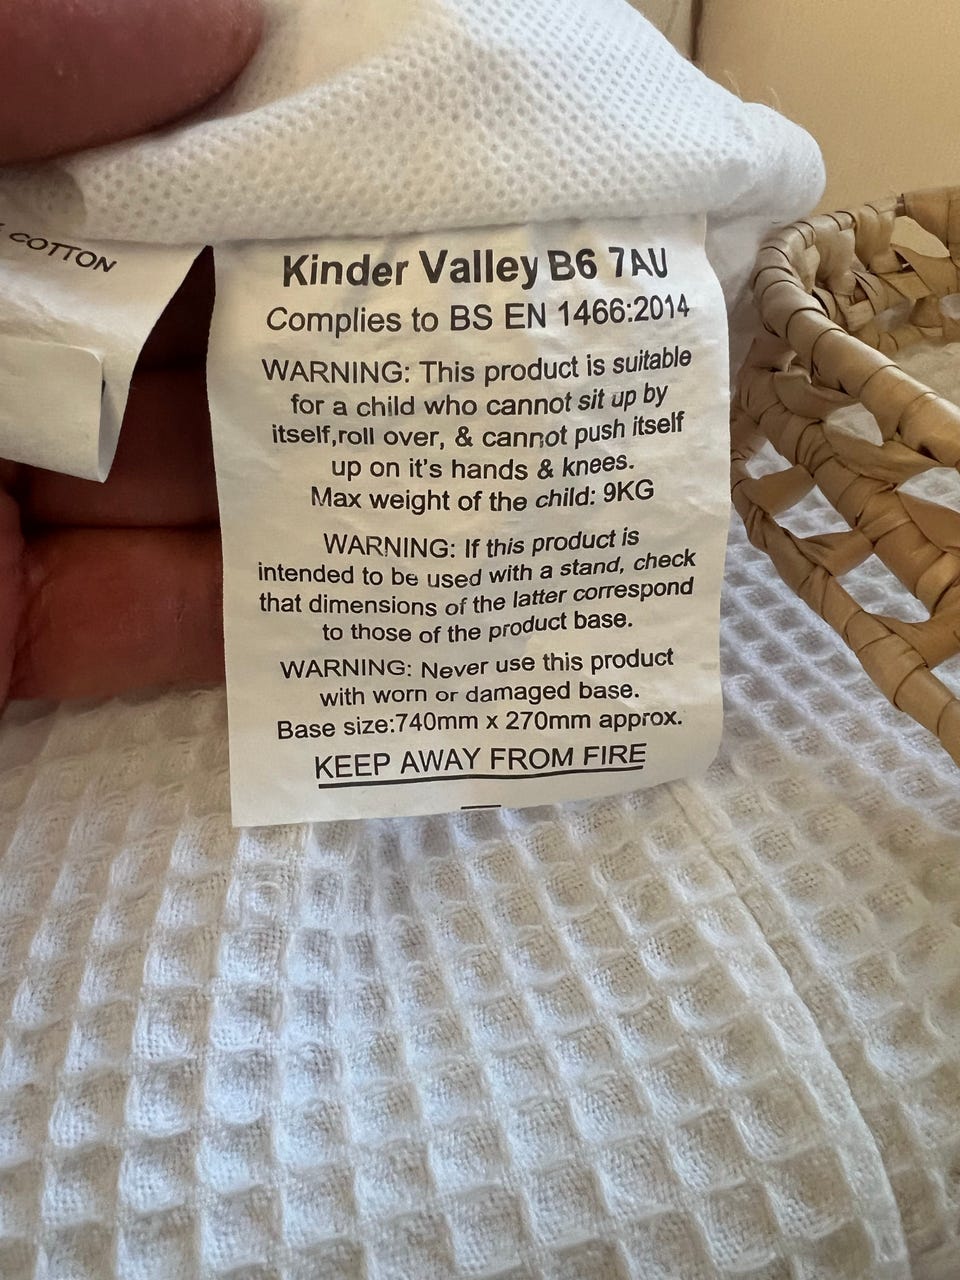 COTTON
Kinder Valley B6 7AU
Complies to BS EN 1466:2014
WARNING: This product is suitable
for a child who cannot sit up by
itself,roll over, & cannot push itself
up on it's hands & knees.
Max weight of the child: 9KG
WARNING: If this product is
intended to be used with a stand, check
that dimensions of the latter correspond
to those of the product base.
WARNING: Never use this product
with worn or damaged base.
Base size:740mm x 270mm approx.
KEEP AWAY FROM FIRE